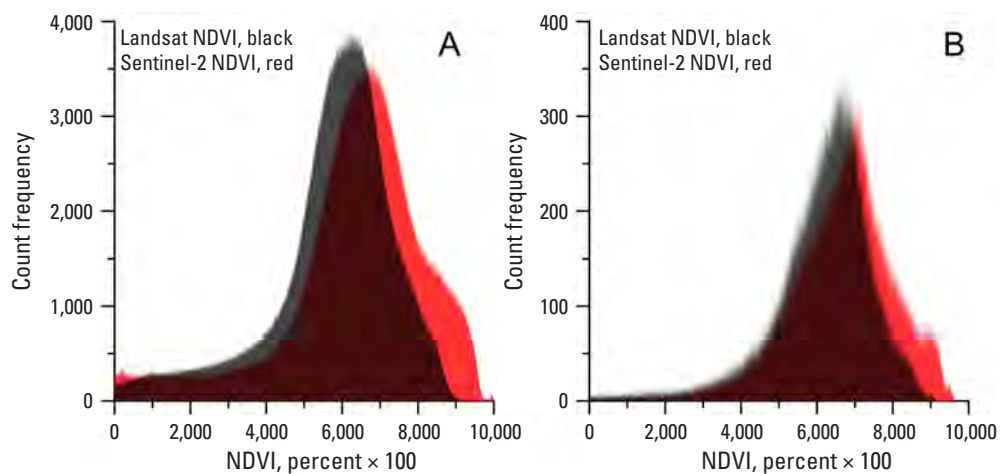 4,000
3,000
2,000
1,000
0
Count frequency
Landsat NDVI, black
Sentinel-2 NDVI, red
A
0 2,000 4,000 6,000 8,000 10,000
NDVI, percent × 100
400
300
200
100
0
Count frequency
Landsat NDVI, black
Sentinel-2 NDVI, red
B
0 2,000 4,000 6,000 8,000 10,000
NDVI, percent × 100